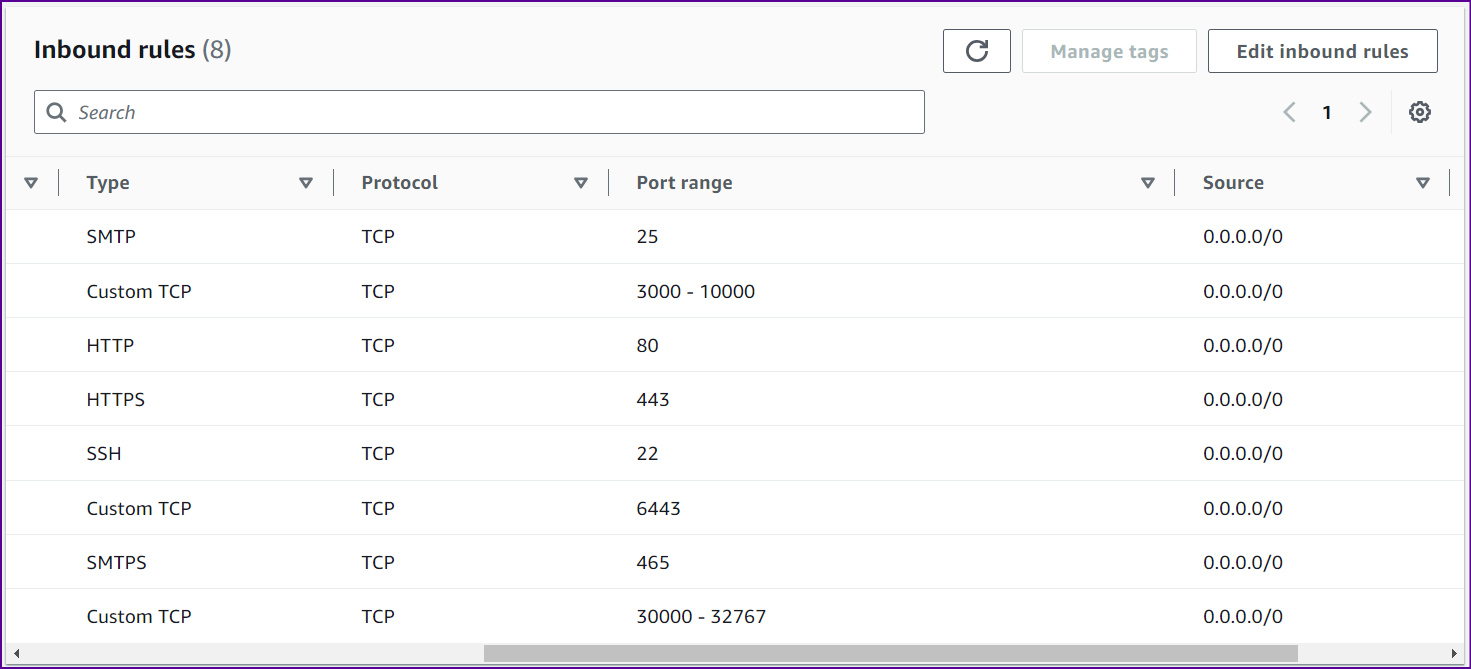 Inbound rules (8)
Manage tags
Edit inbound rules
Search
1
Type Protocol Port range Source
SMTP TCP 25 0.0.0.0/0
Custom TCP TCP 3000 - 10000 0.0.0.0/0
HTTP TCP 80 0.0.0.0/0
HTTPS TCP 443 0.0.0.0/0
SSH TCP 22 0.0.0.0/0
Custom TCP TCP 6443 0.0.0.0/0
SMTPS TCP 465 0.0.0.0/0
Custom TCP TCP 30000 - 32767 0.0.0.0/0